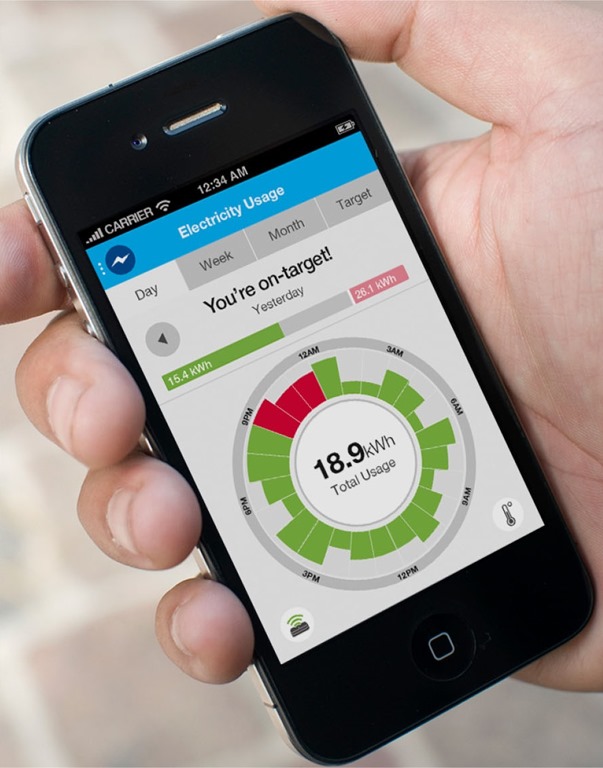 CARRIER 12:34 AM
Electricity Usage
Day Week Month Target
You're on-target!
Yesterday
15.4 kWh 26.1 kWh
12AM
3AM
6AM
9AM
12PM
3PM
6PM
9PM
18.9kWh
Total Usage